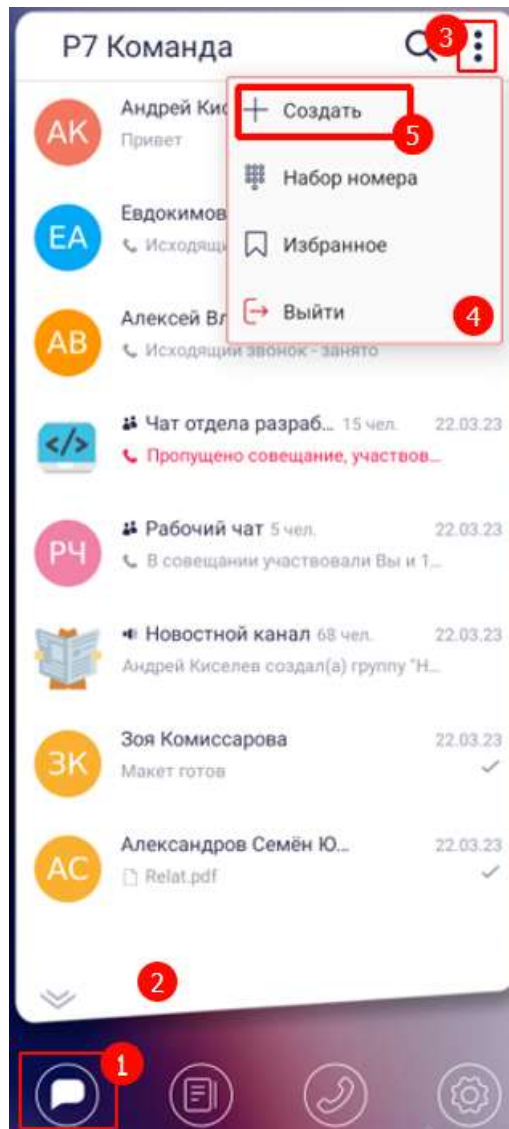 Р7 Команда
3
АК
Андрей Кис
Привет
Создать
5
Набор номера
ЕА
Евдокимов
Исходящи
Избранное
АВ
Алексей Вл
Исходящий звонок - занято
Выйти
4
</>
Чат отдела разраб... 15 чел. 22.03.23
Пропущено совещание, участвов...
РЧ
Рабочий чат 5 чел. 22.03.23
В совещании участвовали Вы и 1...
Новостной канал 68 чел. 22.03.23
Андрей Киселев создал(а) группу "Н...
ЗК
Зоя Комиссарова 22.03.23
Макет готов
АС
Александров Семён Ю... 22.03.23
Relat.pdf
2
1